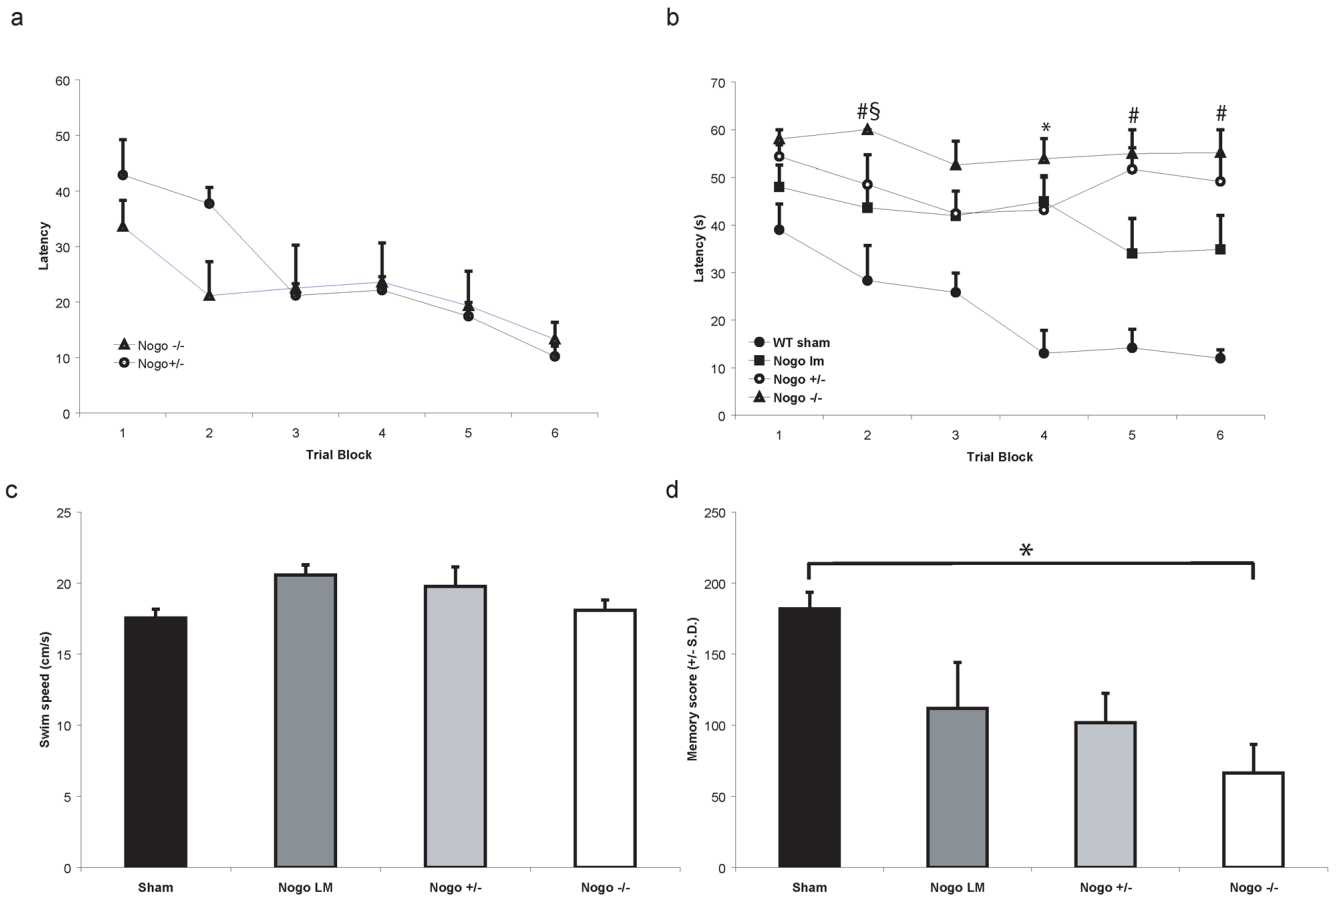 a
60
50
40
30
20
10
0
Latency
Nogo -/-
Nogo+/-
1 2 3 4 5 6
Trial Block
b
70
60
50
40
30
20
10
0
Latency (s)
#§
*
#
#
WT sham
Nogo lm
Nogo +/-
Nogo -/-
1 2 3 4 5 6
Trial Block
c
25
20
15
10
5
0
Swim speed (cm/s)
Sham Nogo LM Nogo +/- Nogo -/-
d
250
200
150
100
50
0
Memory score (+/- S.D.)
*
Sham Nogo LM Nogo +/- Nogo -/-